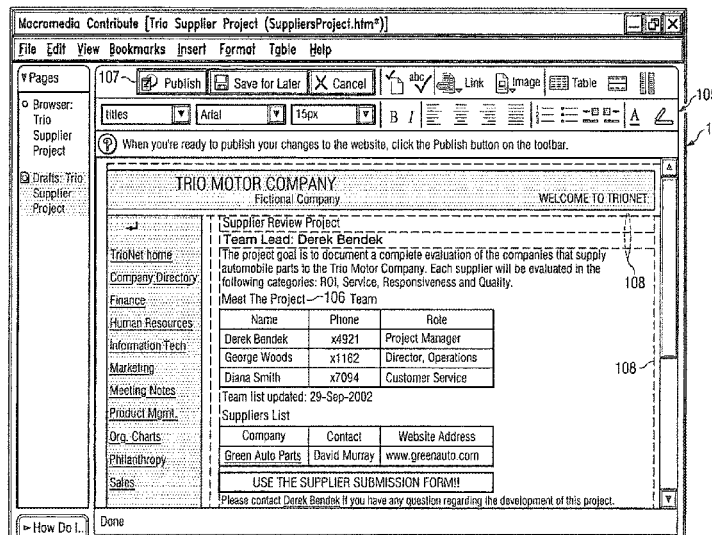 Macromedia Contribute [Trio Supplier Project (SuppliersProject.htm*)]
File Edit View Bookmarks Insert Format Table Help
Pages
107 Publish Save for Later Cancel abc Link Image Table
Browser: Trio Supplier Project
titles Arial 15px B I A
105
When you're ready to publish your changes to the website, click the Publish button on the toolbar.
Drafts: Trio Supplier Project
TRIO MOTOR COMPANY
Fictional Company WELCOME TO TRIONET
TrioNet home
Company Directory
Finance
Human Resources
Information Tech
Marketing
Meeting Notes
Product Mgmt.
Org. Charts
Philanthropy
Sales
Supplier Review Project
Team Lead: Derek Bendek
The project goal is to document a complete evaluation of the companies that supply
automobile parts to the Trio Motor Company. Each supplier will be evaluated in the
following categories: ROI, Service, Responsiveness and Quality.
108
Meet The Project 106 Team
Name Phone Role
Derek Bendek x4921 Project Manager
George Woods x1162 Director, Operations
Diana Smith x7094 Customer Service
108
Team list updated: 29-Sep-2002
Suppliers List
Company Contact Website Address
Green Auto Parts David Murray www.greenauto.com
USE THE SUPPLIER SUBMISSION FORM!!
Please contact Derek Bendek if you have any question regarding the development of this project.
How Do I.. Done